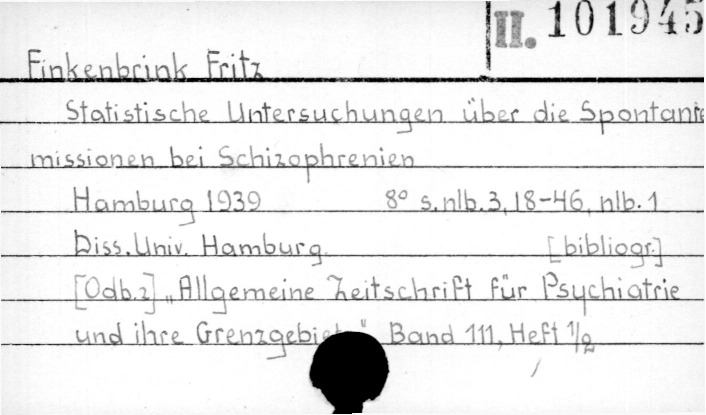 II. 101945
Finkenbrink Fritz
Statistische Untersuchungen über die Spontanre
missionen bei Schizophrenien
Hamburg 1939 8° s. nlb. 3, 18-46, nlb. 1
Diss. Univ. Hamburg [bibliogr.]
[Odb. z] „Allgemeine Zeitschrift für Psychiatrie
und ihre Grenzgebiete" Band 111, Heft 1/2